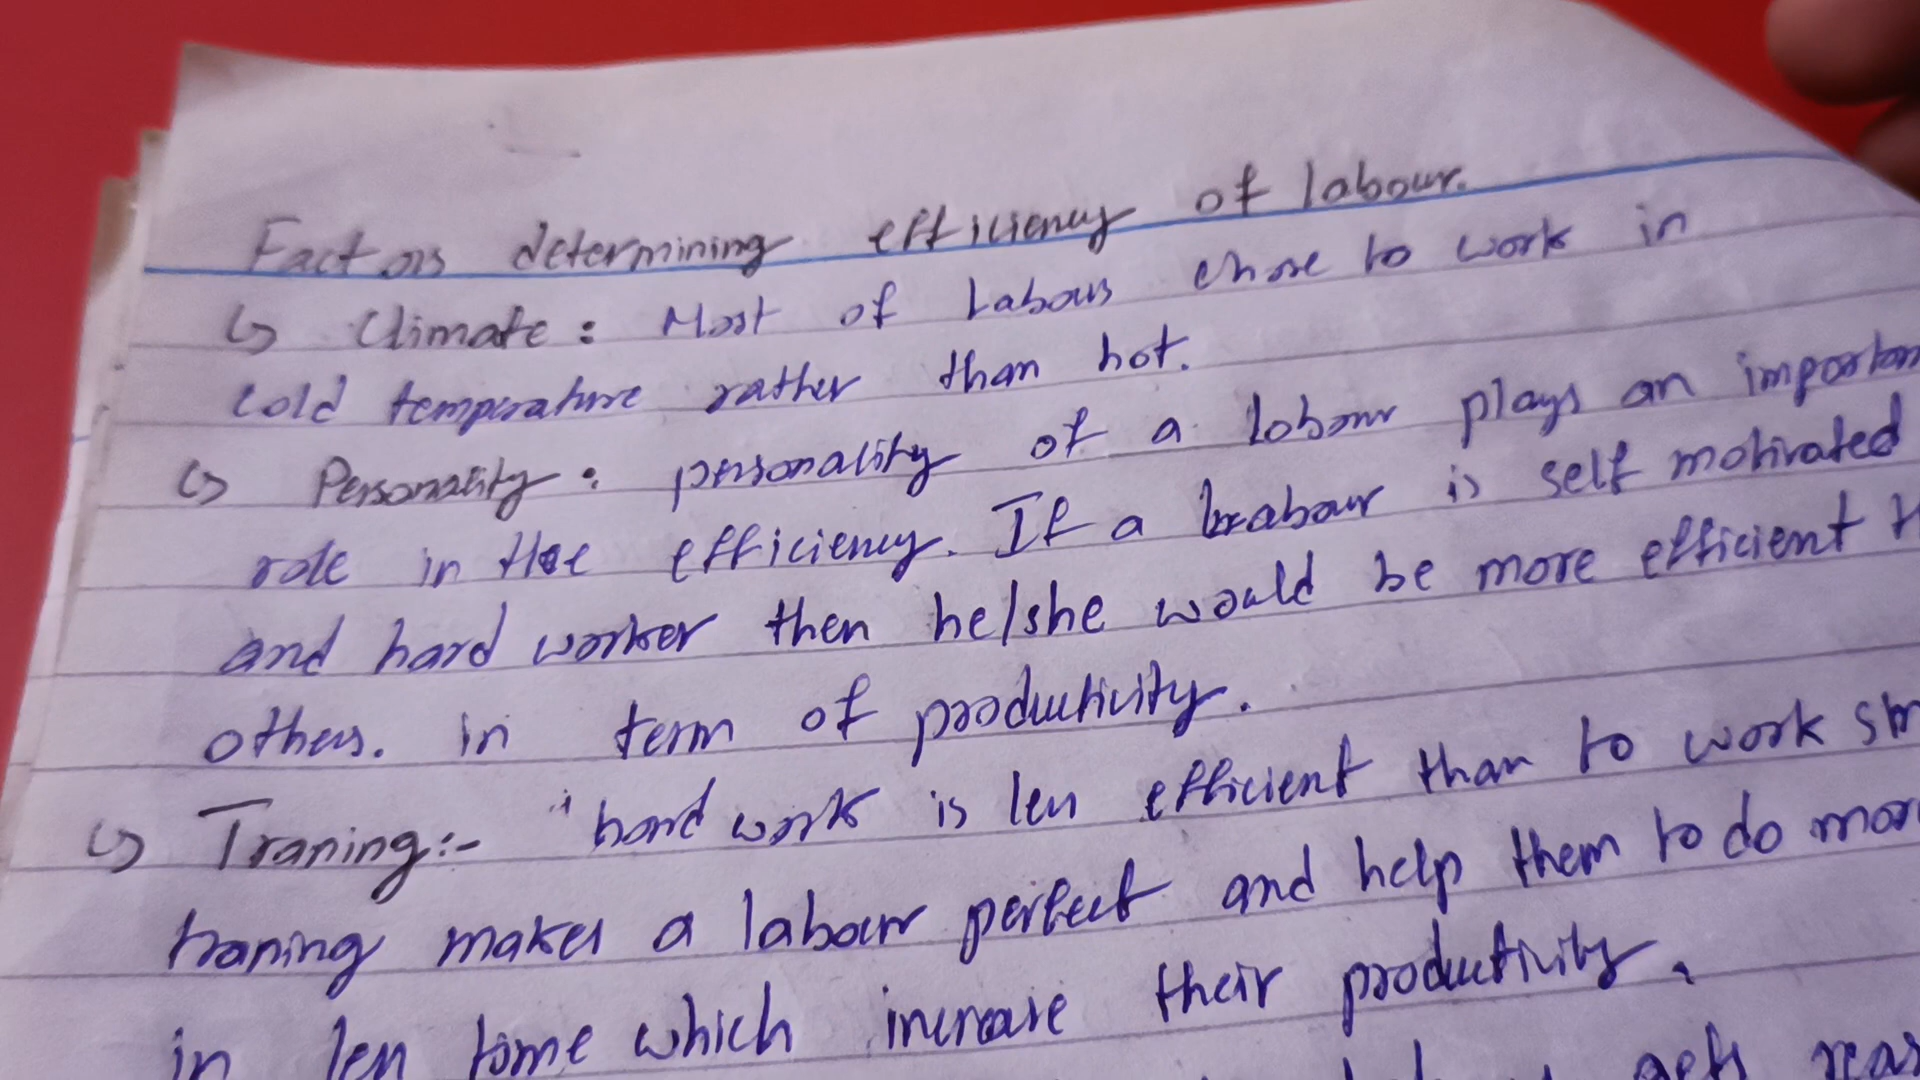 Factors determining efficiency of labour.
↳ Climate: Most of Labours chose to work in
cold temperature rather than hot.
↳ Personality: personality of a labour plays an importan
role in the efficiency. If a labour is self motivated
and hard worker then he/she would be more efficient
others. in term of productivity.
↳ Traning:- "hard work is less efficient than to work
traning makes a labour perfect and help them to do more
in less time which increase their productivity.
gets